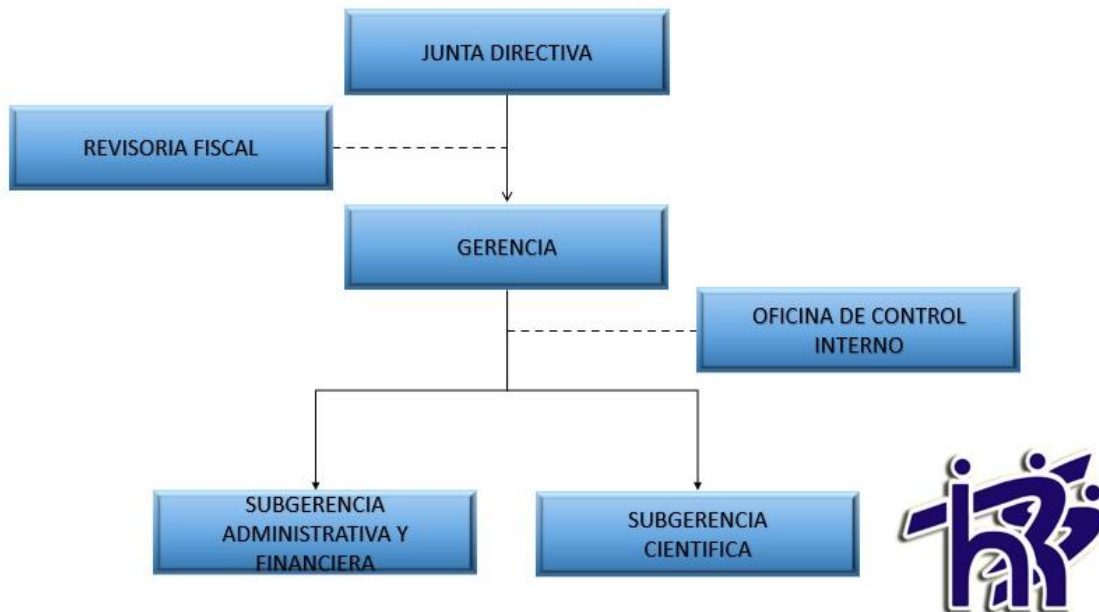 JUNTA DIRECTIVA
REVISORIA FISCAL
GERENCIA
OFICINA DE CONTROL
INTERNO
SUBGERENCIA
ADMINISTRATIVA Y
FINANCIERA
SUBGERENCIA
CIENTIFICA